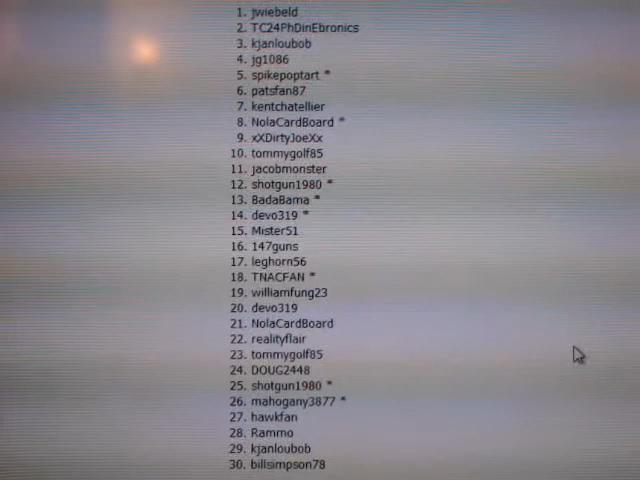 1. jwiebeld
2. TC24PhDinEbronics
3. kjanloubob
4. jg1086
5. spikepoptart *
6. patsfan87
7. kentchatellier
8. NolaCardBoard *
9. xXDirtyJoeXx
10. tommygolf85
11. jacobmonster
12. shotgun1980 *
13. BadaBama *
14. devo319 *
15. Mister51
16. 147guns
17. leghorn56
18. TNACFAN *
19. williamfung23
20. devo319
21. NolaCardBoard
22. realityflair
23. tommygolf85
24. DOUG2448
25. shotgun1980 *
26. mahogany3877 *
27. hawkfan
28. Rammo
29. kjanloubob
30. billsimpson78